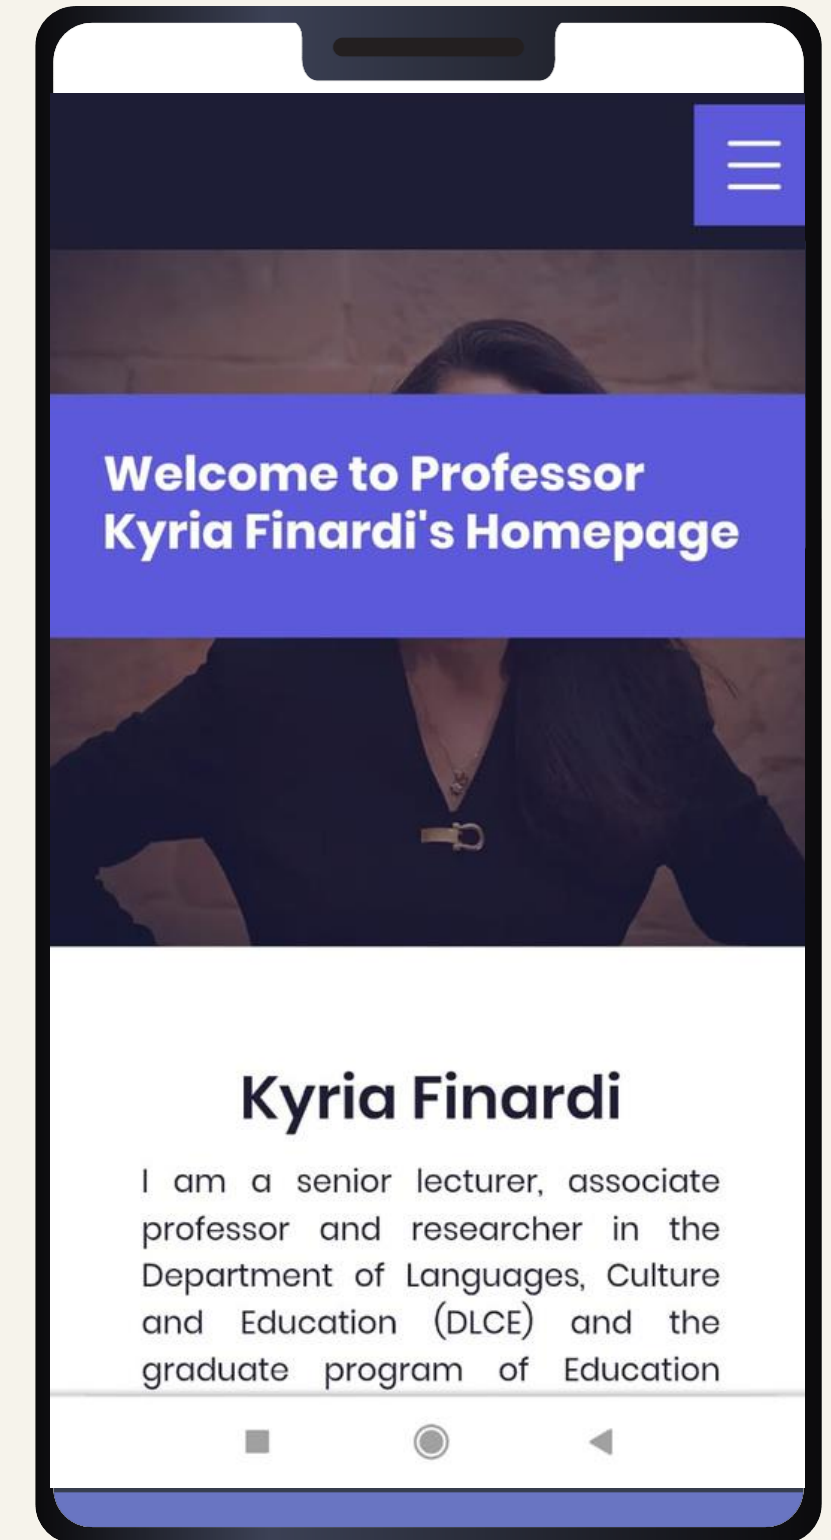 Welcome to Professor
Kyria Finardi's Homepage
Kyria Finardi
I am a senior lecturer, associate
professor and researcher in the
Department of Languages, Culture
and Education (DLCE) and the
graduate program of Education